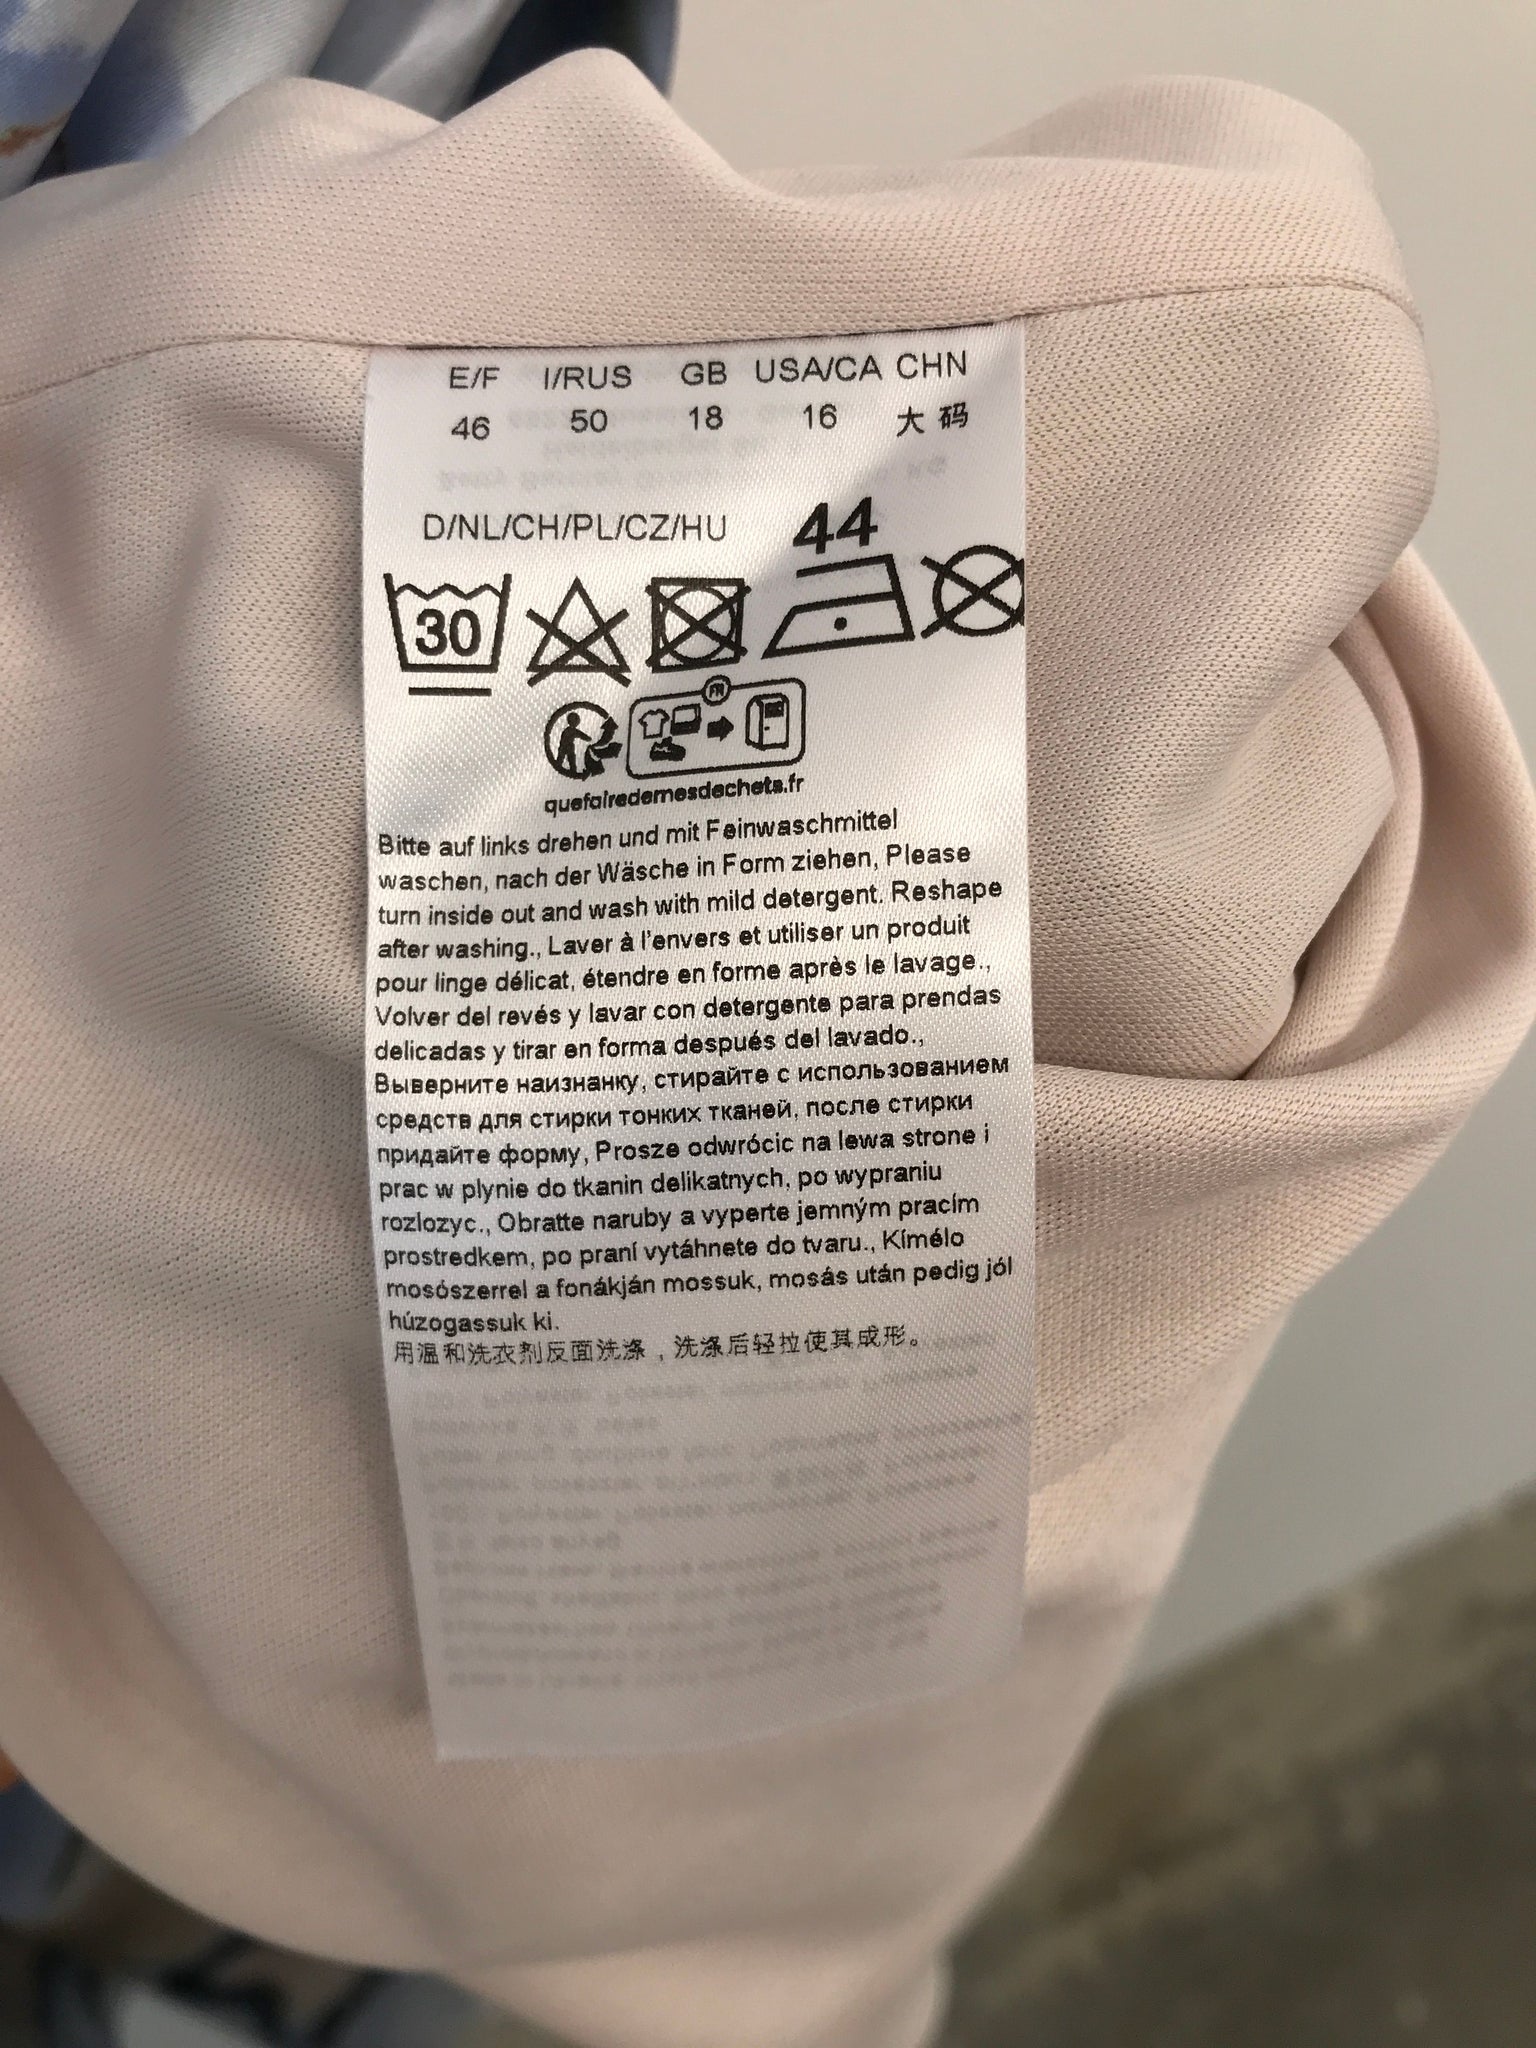 E/F I/RUS GB USA/CA CHN
46 50 18 16 大 码
D/NL/CH/PL/CZ/HU 44
30
FR
quefairedemesdechets.fr
Bitte auf links drehen und mit Feinwaschmittel
waschen, nach der Wäsche in Form ziehen, Please
turn inside out and wash with mild detergent. Reshape
after washing., Laver à l'envers et utiliser un produit
pour linge délicat, étendre en forme après le lavage.,
Volver del revés y lavar con detergente para prendas
delicadas y tirar en forma después del lavado.,
Выверните наизнанку, стирайте с использованием
средств для стирки тонких тканей, после стирки
придайте форму, Prosze odwrócic na lewa strone i
prac w plynie do tkanin delikatnych, po wypraniu
rozlozyc., Obratte naruby a vyperte jemným pracím
prostredkem, po praní vytáhnete do tvaru., Kímélo
mosószerrel a fonákján mossuk, mosás után pedig jól
húzogassuk ki.
用温和洗衣剂反面洗涤，洗涤后轻拉使其成形。